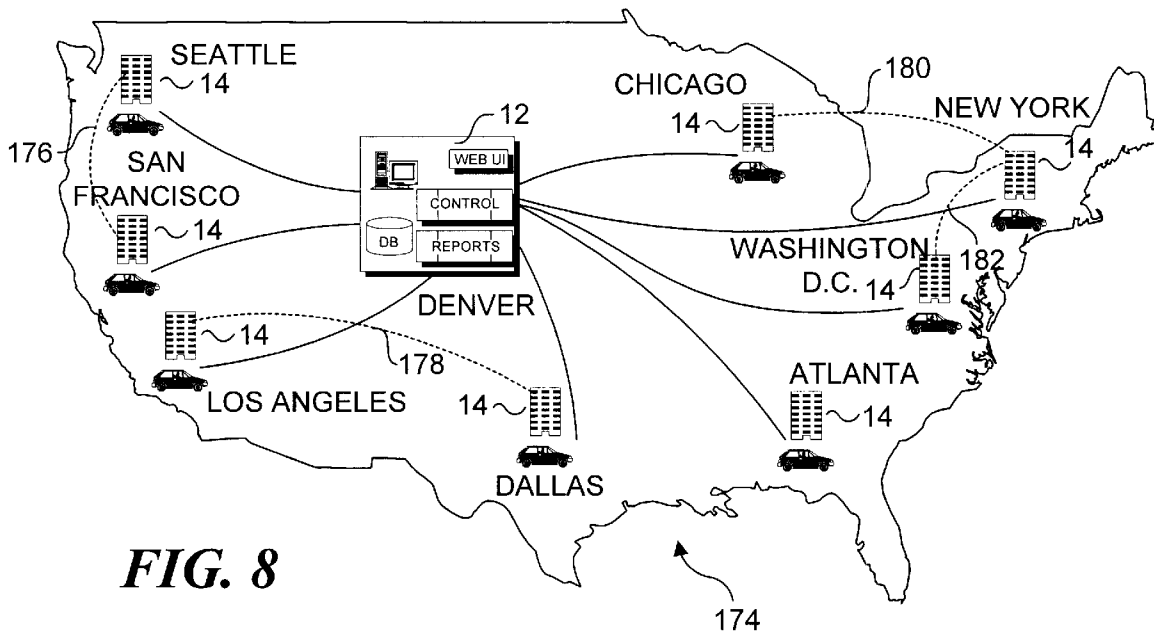 SEATTLE
14
176
SAN
FRANCISCO
14
12
WEB UI
CONTROL
DB
REPORTS
DENVER
CHICAGO
14
180
NEW YORK
14
WASHINGTON
D.C.
14
182
14
LOS ANGELES
178
14
DALLAS
ATLANTA
14
174
FIG. 8